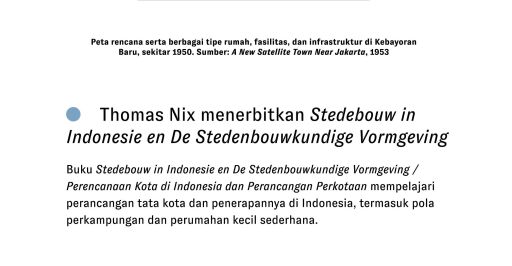 Peta rencana serta berbagai tipe rumah, fasilitas, dan infrastruktur di Kebayoran
Baru, sekitar 1950. Sumber: A New Satellite Town Near Jakarta, 1953
Thomas Nix menerbitkan Stedebouw in
Indonesie en De Stedenbouwkundige Vormgeving
Buku Stedebouw in Indonesie en De Stedenbouwkundige Vormgeving /
Perencanaan Kota di Indonesia dan Perancangan Perkotaan mempelajari
perancangan tata kota dan penerapannya di Indonesia, termasuk pola
perkampungan dan perumahan kecil sederhana.